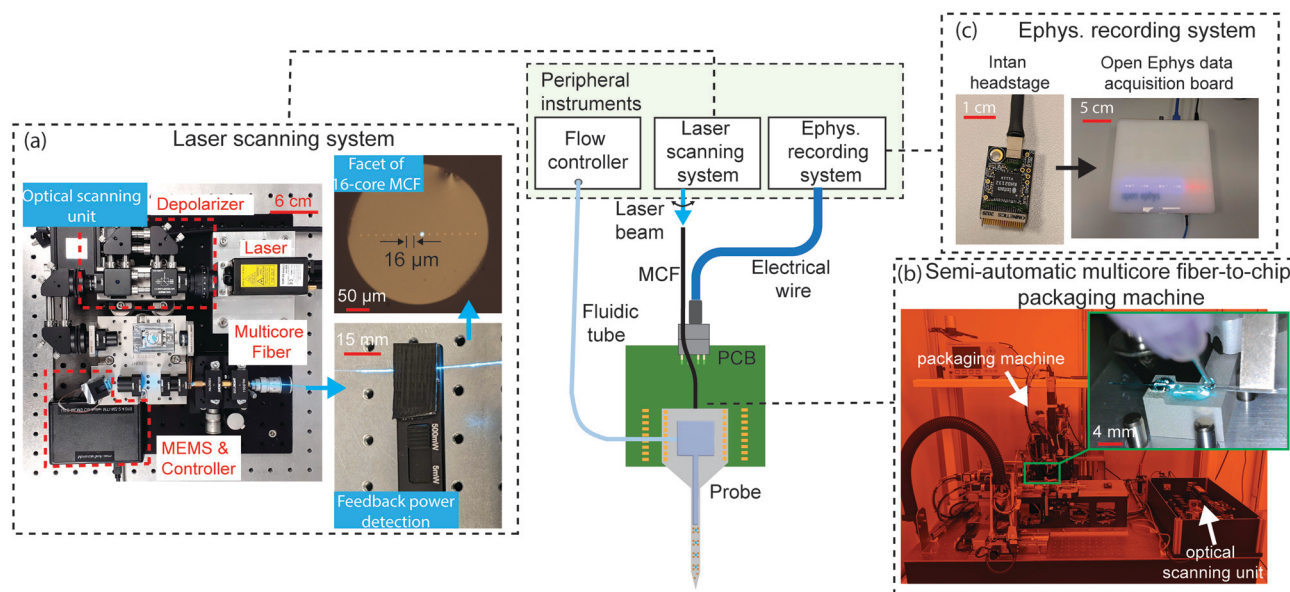 (a)
Laser scanning system
Optical scanning
unit
Depolarizer
6 cm
Laser
Multicore
Fiber
MEMS &
Controller
Facet of
16-core MCF
16 μm
50 μm
15 mm
500mW
5mW
Feedback power
detection
Peripheral
instruments
Flow
controller
Laser
scanning
system
Ephys.
recording
system
Laser
beam
MCF
Electrical
wire
Fluidic
tube
PCB
Probe
(c)
Ephys. recording system
Intan
headstage
Open Ephys data
acquisition board
1 cm
5 cm
(b)
Semi-automatic multicore fiber-to-chip
packaging machine
packaging machine
4 mm
optical
scanning unit